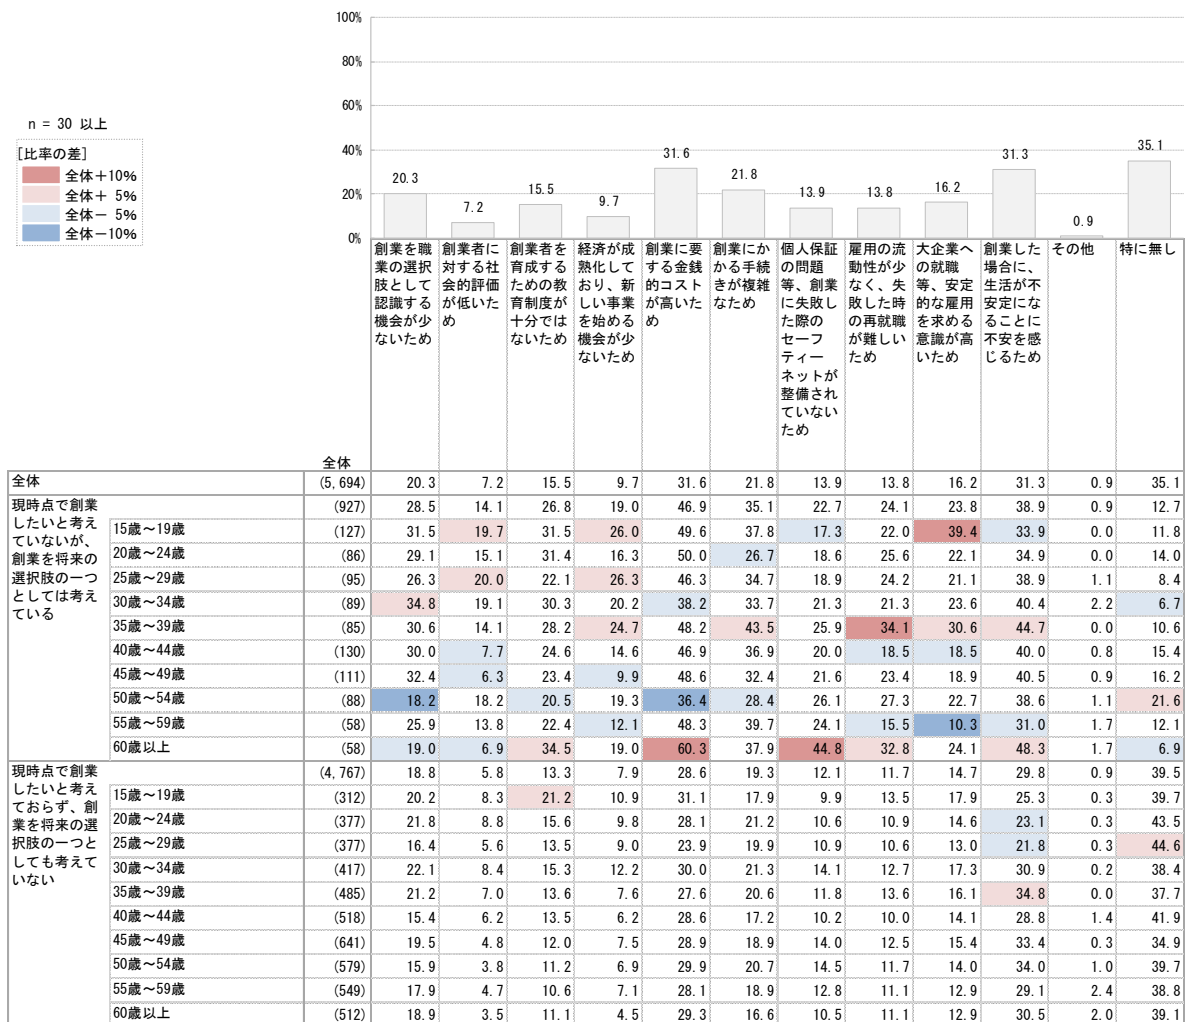 100%
80%
60%
40%
20%
0%
n = 30 以上
[比率の差]
全体＋10%
全体＋ 5%
全体－ 5%
全体－10%
20.3
7.2
15.5
9.7
31.6
21.8
13.9
13.8
16.2
31.3
0.9
35.1
創業を職
業の選択
肢として
認識する
機会が少
ないため
創業者に
対する社
会的評価
が低いた
め
創業者を
育成する
ための教
育制度が
十分では
ないため
経済が成
熟化して
おり、新
しい事業
を始める
機会が少
ないため
創業に要
する金銭
的コスト
が高いた
め
創業にか
かる手続
きが複雑
なため
個人保証
の問題
等、創業
に失敗し
た際の
セーフ
ティー
ネットが
整備され
ていない
ため
雇用の流
動性が少
なく、失
敗した時
の再就職
が難しい
ため
大企業へ
の就職
等、安定
的な雇用
を求める
意識が高
いため
創業した
場合に、
生活が不
安定にな
ることに
不安を感
じるため
その他
特に無し
全体
全体 (5,694) 20.3 7.2 15.5 9.7 31.6 21.8 13.9 13.8 16.2 31.3 0.9 35.1
現時点で創業
したいと考え
ていないが、
創業を将来の
選択肢の一つ
としては考え
ている
(927) 28.5 14.1 26.8 19.0 46.9 35.1 22.7 24.1 23.8 38.9 0.9 12.7
15歳～19歳 (127) 31.5 19.7 31.5 26.0 49.6 37.8 17.3 22.0 39.4 33.9 0.0 11.8
20歳～24歳 (86) 29.1 15.1 31.4 16.3 50.0 26.7 18.6 25.6 22.1 34.9 0.0 14.0
25歳～29歳 (95) 26.3 20.0 22.1 26.3 46.3 34.7 18.9 24.2 21.1 38.9 1.1 8.4
30歳～34歳 (89) 34.8 19.1 30.3 20.2 38.2 33.7 21.3 21.3 23.6 40.4 2.2 6.7
35歳～39歳 (85) 30.6 14.1 28.2 24.7 48.2 43.5 25.9 34.1 30.6 44.7 0.0 10.6
40歳～44歳 (130) 30.0 7.7 24.6 14.6 46.9 36.9 20.0 18.5 18.5 40.0 0.8 15.4
45歳～49歳 (111) 32.4 6.3 23.4 9.9 48.6 32.4 21.6 23.4 18.9 40.5 0.9 16.2
50歳～54歳 (88) 18.2 18.2 20.5 19.3 36.4 28.4 26.1 27.3 22.7 38.6 1.1 21.6
55歳～59歳 (58) 25.9 13.8 22.4 12.1 48.3 39.7 24.1 15.5 10.3 31.0 1.7 12.1
60歳以上 (58) 19.0 6.9 34.5 19.0 60.3 37.9 44.8 32.8 24.1 48.3 1.7 6.9
現時点で創業
したいと考え
ておらず、創
業を将来の選
択肢の一つと
しても考えて
いない
(4,767) 18.8 5.8 13.3 7.9 28.6 19.3 12.1 11.7 14.7 29.8 0.9 39.5
15歳～19歳 (312) 20.2 8.3 21.2 10.9 31.1 17.9 9.9 13.5 17.9 25.3 0.3 39.7
20歳～24歳 (377) 21.8 8.8 15.6 9.8 28.1 21.2 10.6 10.9 14.6 23.1 0.3 43.5
25歳～29歳 (377) 16.4 5.6 13.5 9.0 23.9 19.9 10.9 10.6 13.0 21.8 0.3 44.6
30歳～34歳 (417) 22.1 8.4 15.3 12.2 30.0 21.3 14.1 12.7 17.3 30.9 0.2 38.4
35歳～39歳 (485) 21.2 7.0 13.6 7.6 27.6 20.6 11.8 13.6 16.1 34.8 0.0 37.7
40歳～44歳 (518) 15.4 6.2 13.5 6.2 28.6 17.2 10.2 10.0 14.1 28.8 1.4 41.9
45歳～49歳 (641) 19.5 4.8 12.0 7.5 28.9 18.9 14.0 12.5 15.4 33.4 0.3 34.9
50歳～54歳 (579) 15.9 3.8 11.2 6.9 29.9 20.7 14.5 11.7 14.0 34.0 1.0 39.7
55歳～59歳 (549) 17.9 4.7 10.6 7.1 28.1 18.9 12.8 11.1 12.9 29.1 2.4 38.8
60歳以上 (512) 18.9 3.5 11.1 4.5 29.3 16.6 10.5 11.1 12.9 30.5 2.0 39.1